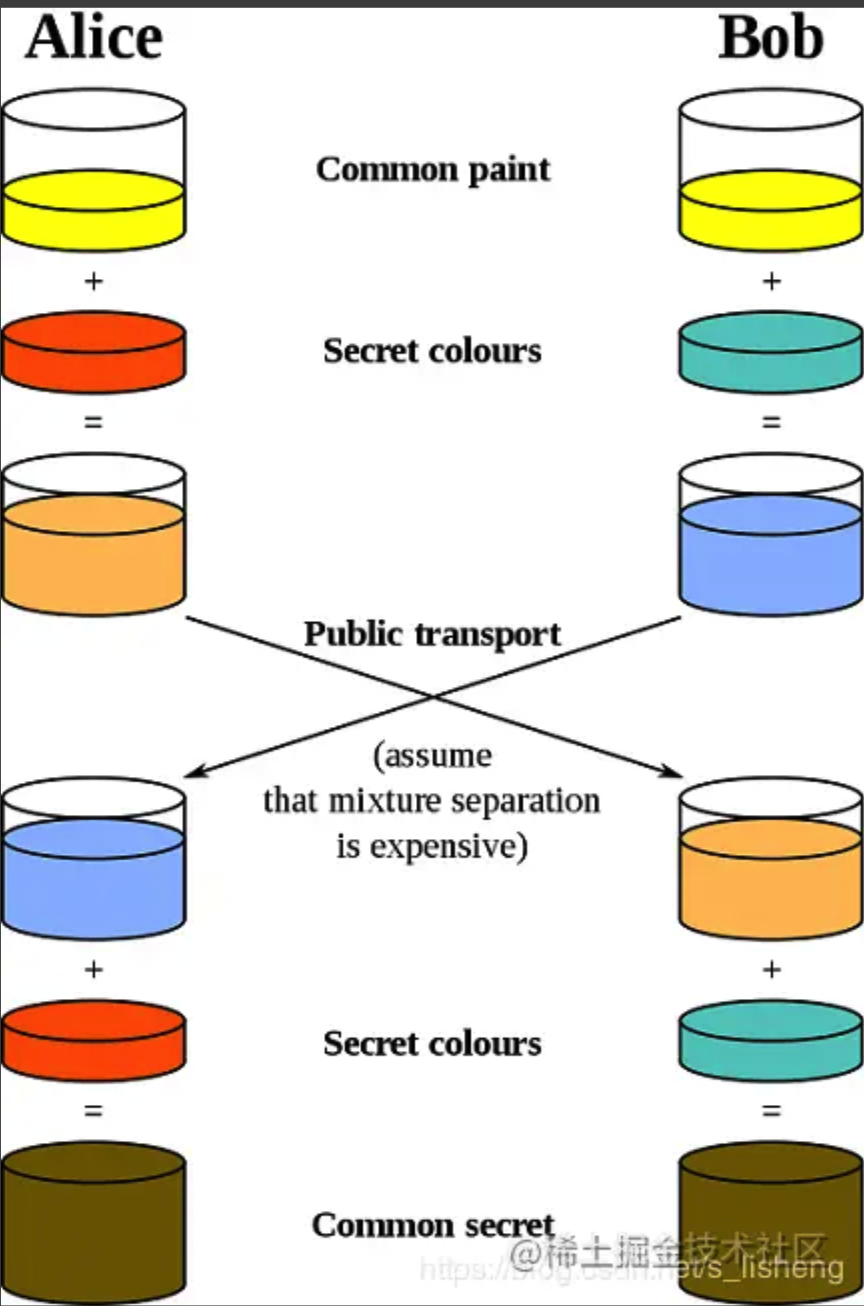 Alice
Bob
Common paint
+
+
Secret colours
=
=
Public transport
(assume
that mixture separation
is expensive)
+
+
Secret colours
=
=
Common secret
@稀土掘金技术社区
https://blog.csdn.net/s_lisheng